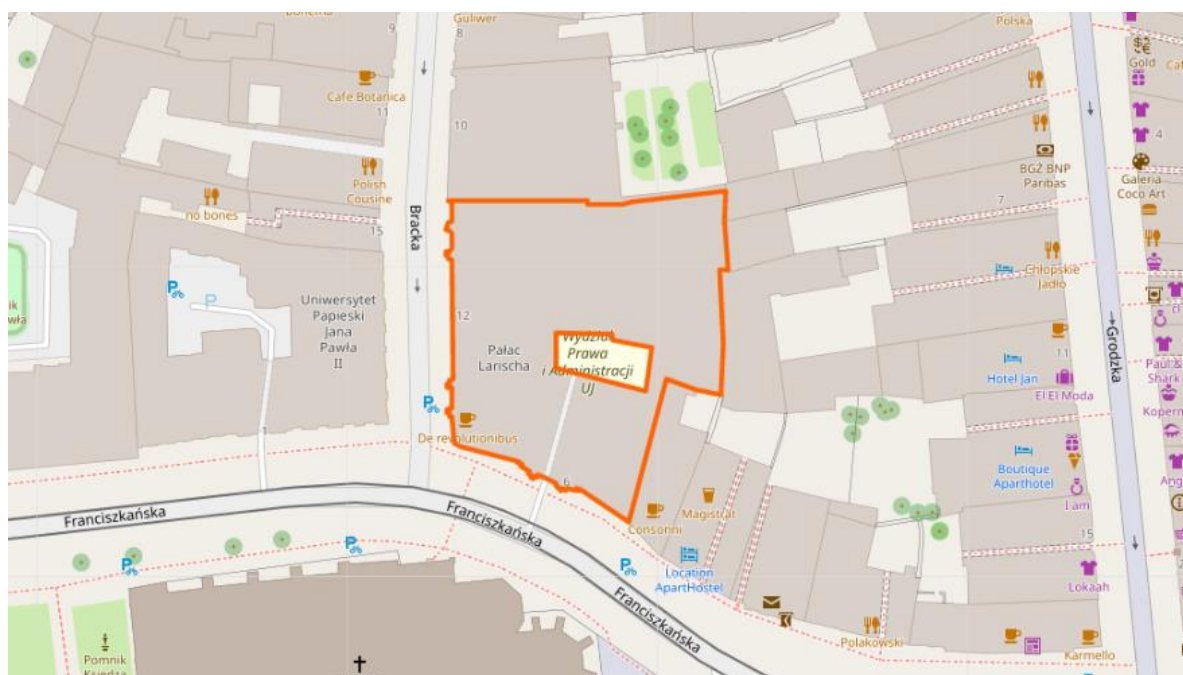 Guliwer
Polska
9
8
Cafe Botanica
11
10
Gold
4
Polish
Cousine
no bones
15
Bracka
BGŻ BNP
Paribas
Galeria
Coco Art
7
Chłopskie
Jadło
Uniwersytet
Papieski
Jana
Pawła
II
12
Pałac
Larischa
Wydział
Prawa
i Administracji
UJ
P
Grodzka
11
Hotel Jan
El El Moda
Paul &
Shark
De revolutionibus
1
6
Boutique
Aparthotel
I am
Franciszkańska
Franciszkańska
Franciszkańska
Consonni
Magistrat
15
Location
ApartHostel
Lokaah
Polakowski
Karmello
Pomnik
Księdza